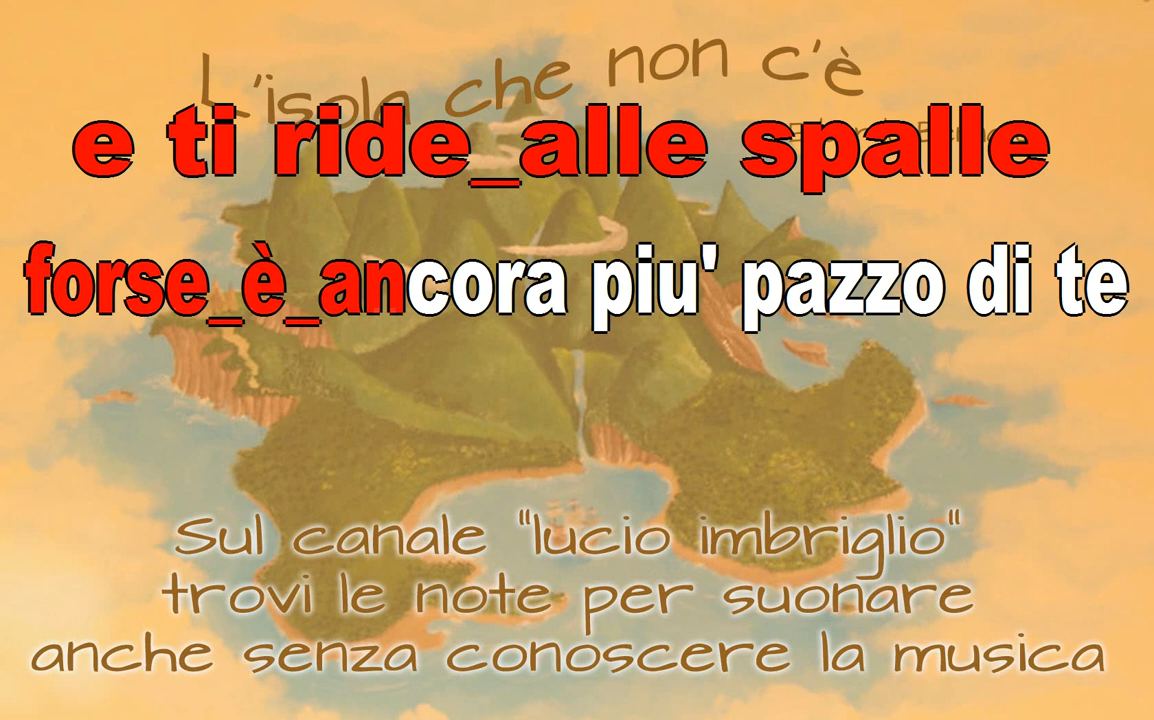 L'isola che non c'è
e ti ride_alle spalle
forse_è_ancora piu' pazzo di te
Sul canale "lucio imbriglio"
trovi le note per suonare
anche senza conoscere la musica